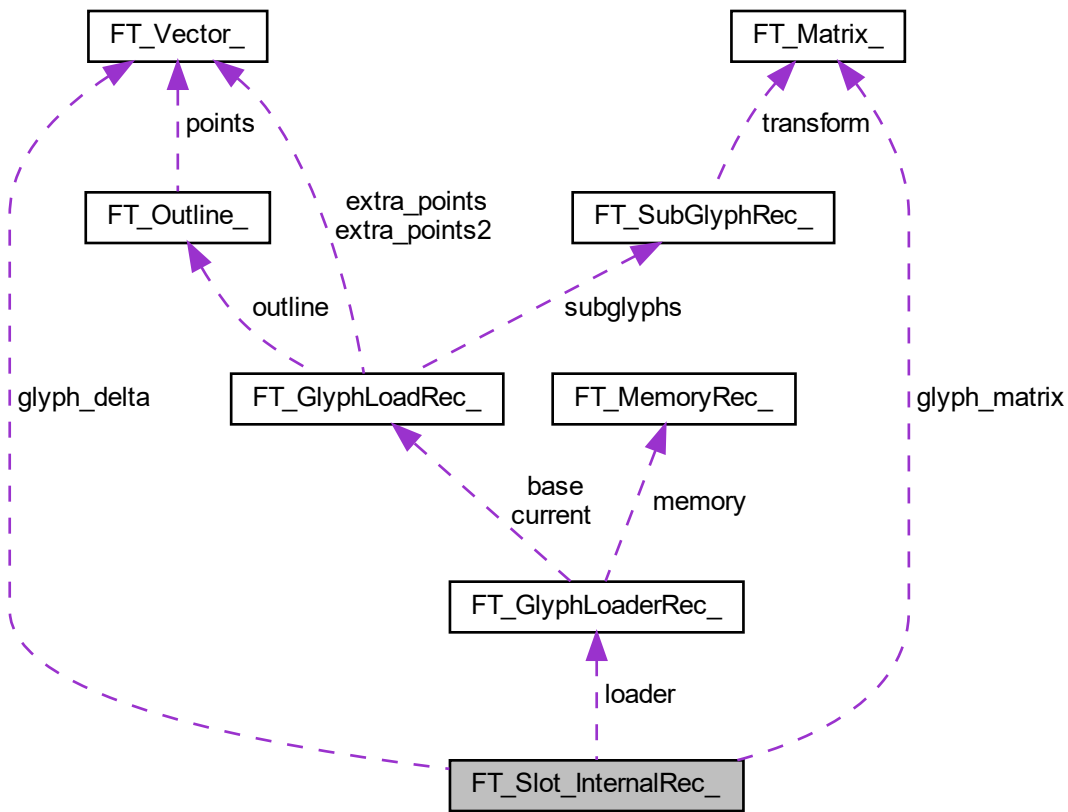 FT_Vector_
FT_Matrix_
points
transform
FT_Outline_
extra_points
extra_points2
FT_SubGlyphRec_
outline
subglyphs
glyph_delta
FT_GlyphLoadRec_
FT_MemoryRec_
glyph_matrix
base
current
memory
FT_GlyphLoaderRec_
loader
FT_Slot_InternalRec_